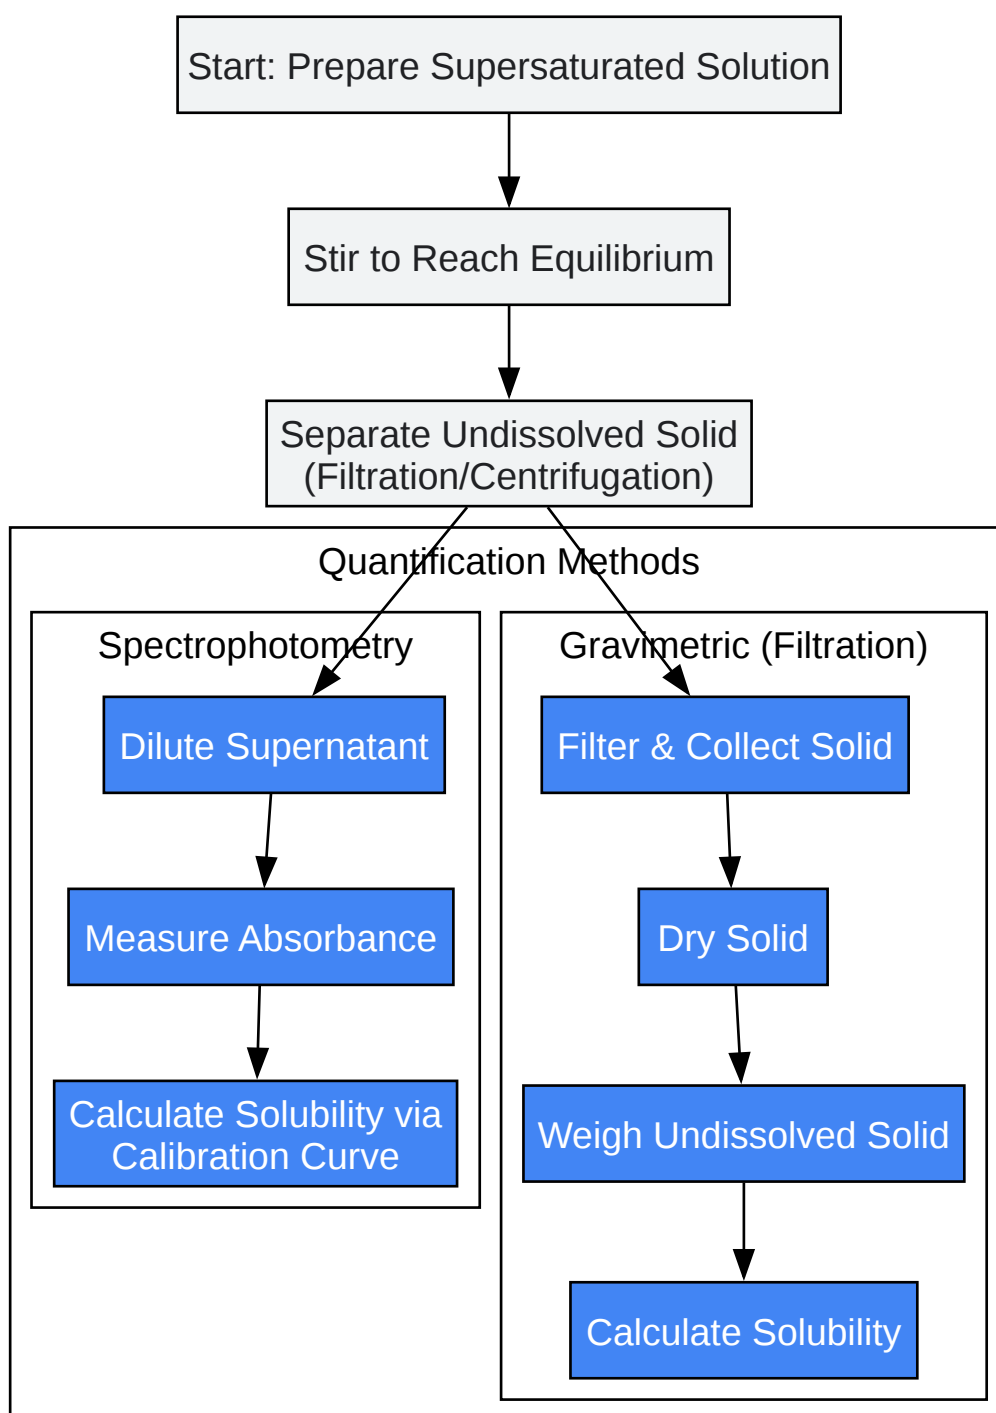 Start: Prepare Supersaturated Solution
Stir to Reach Equilibrium
Separate Undissolved Solid
(Filtration/Centrifugation)
Quantification Methods
Spectrophotometry
Dilute Supernatant
Measure Absorbance
Calculate Solubility via
Calibration Curve
Gravimetric (Filtration)
Filter & Collect Solid
Dry Solid
Weigh Undissolved Solid
Calculate Solubility